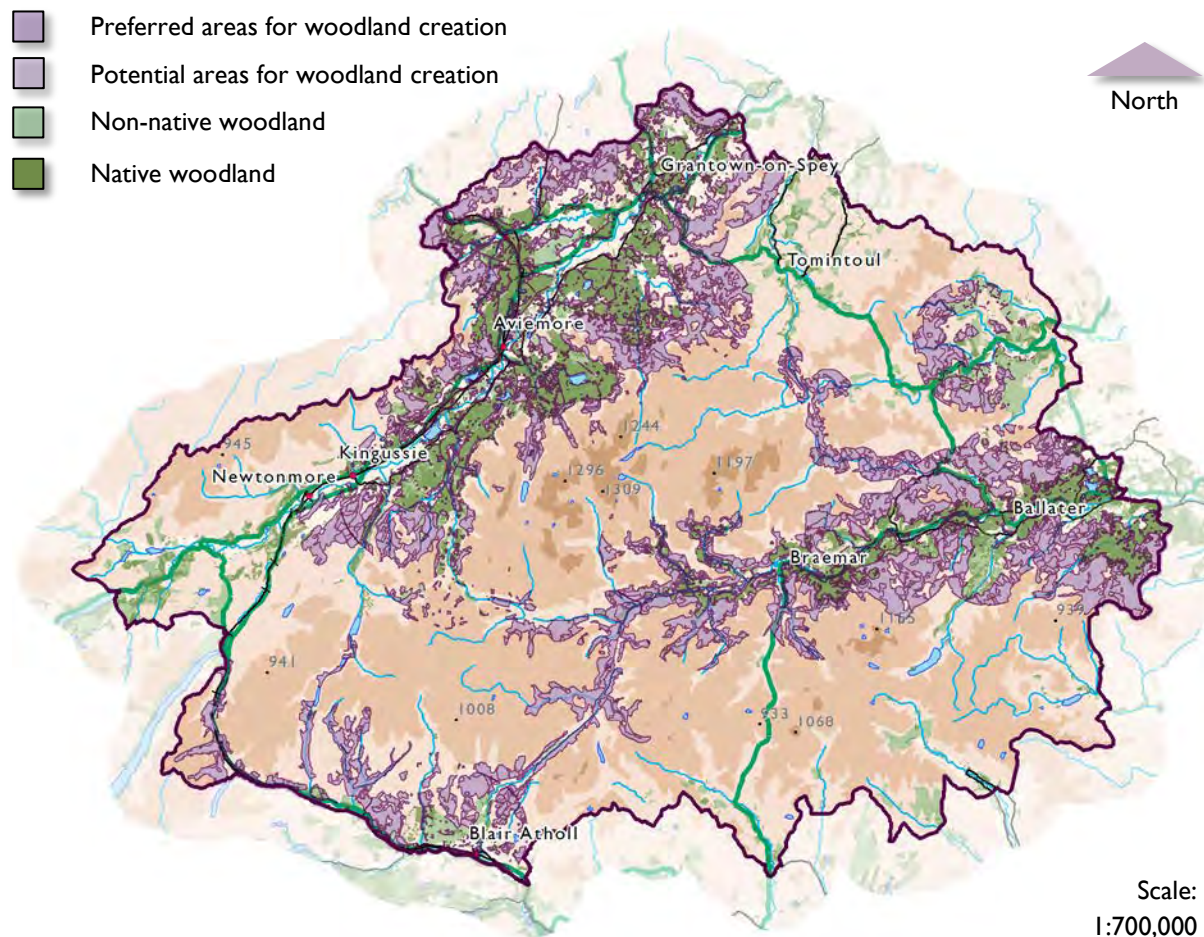 Preferred areas for woodland creation
Potential areas for woodland creation
Non-native woodland
Native woodland
North
Grantown-on-Spey
Tomintoul
Aviemore
1244
945
Kingussie
1296
1197
Newtonmore
1309
Ballater
Braemar
1165
939
941
1008
933
1068
Blair Atholl
Scale:
1:700,000